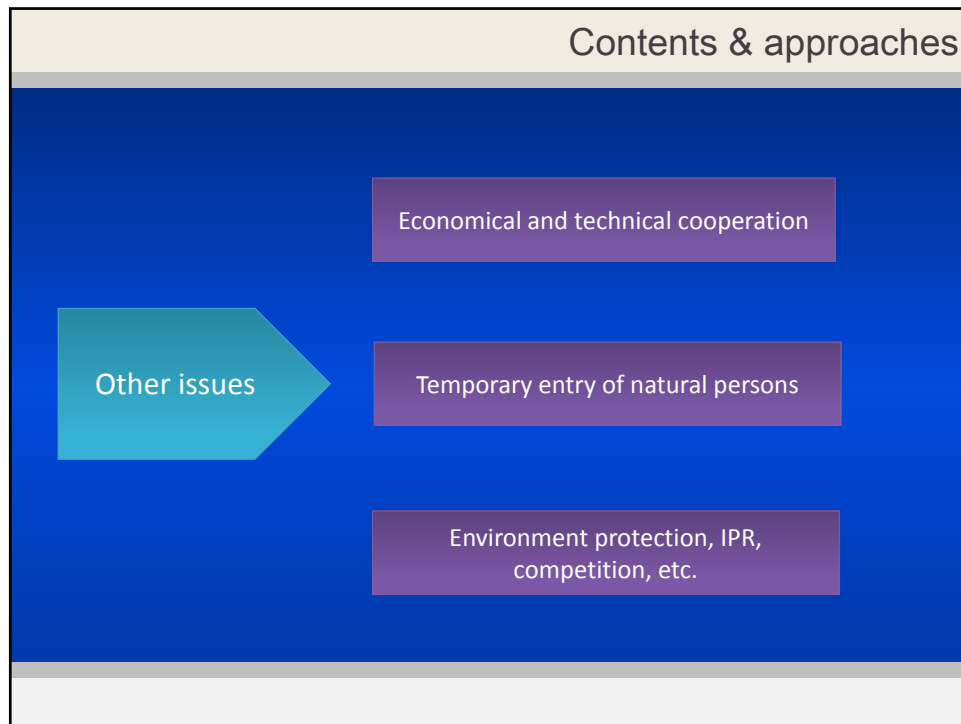 Contents & approaches
Economical and technical cooperation
Other issues
Temporary entry of natural persons
Environment protection, IPR,
competition, etc.